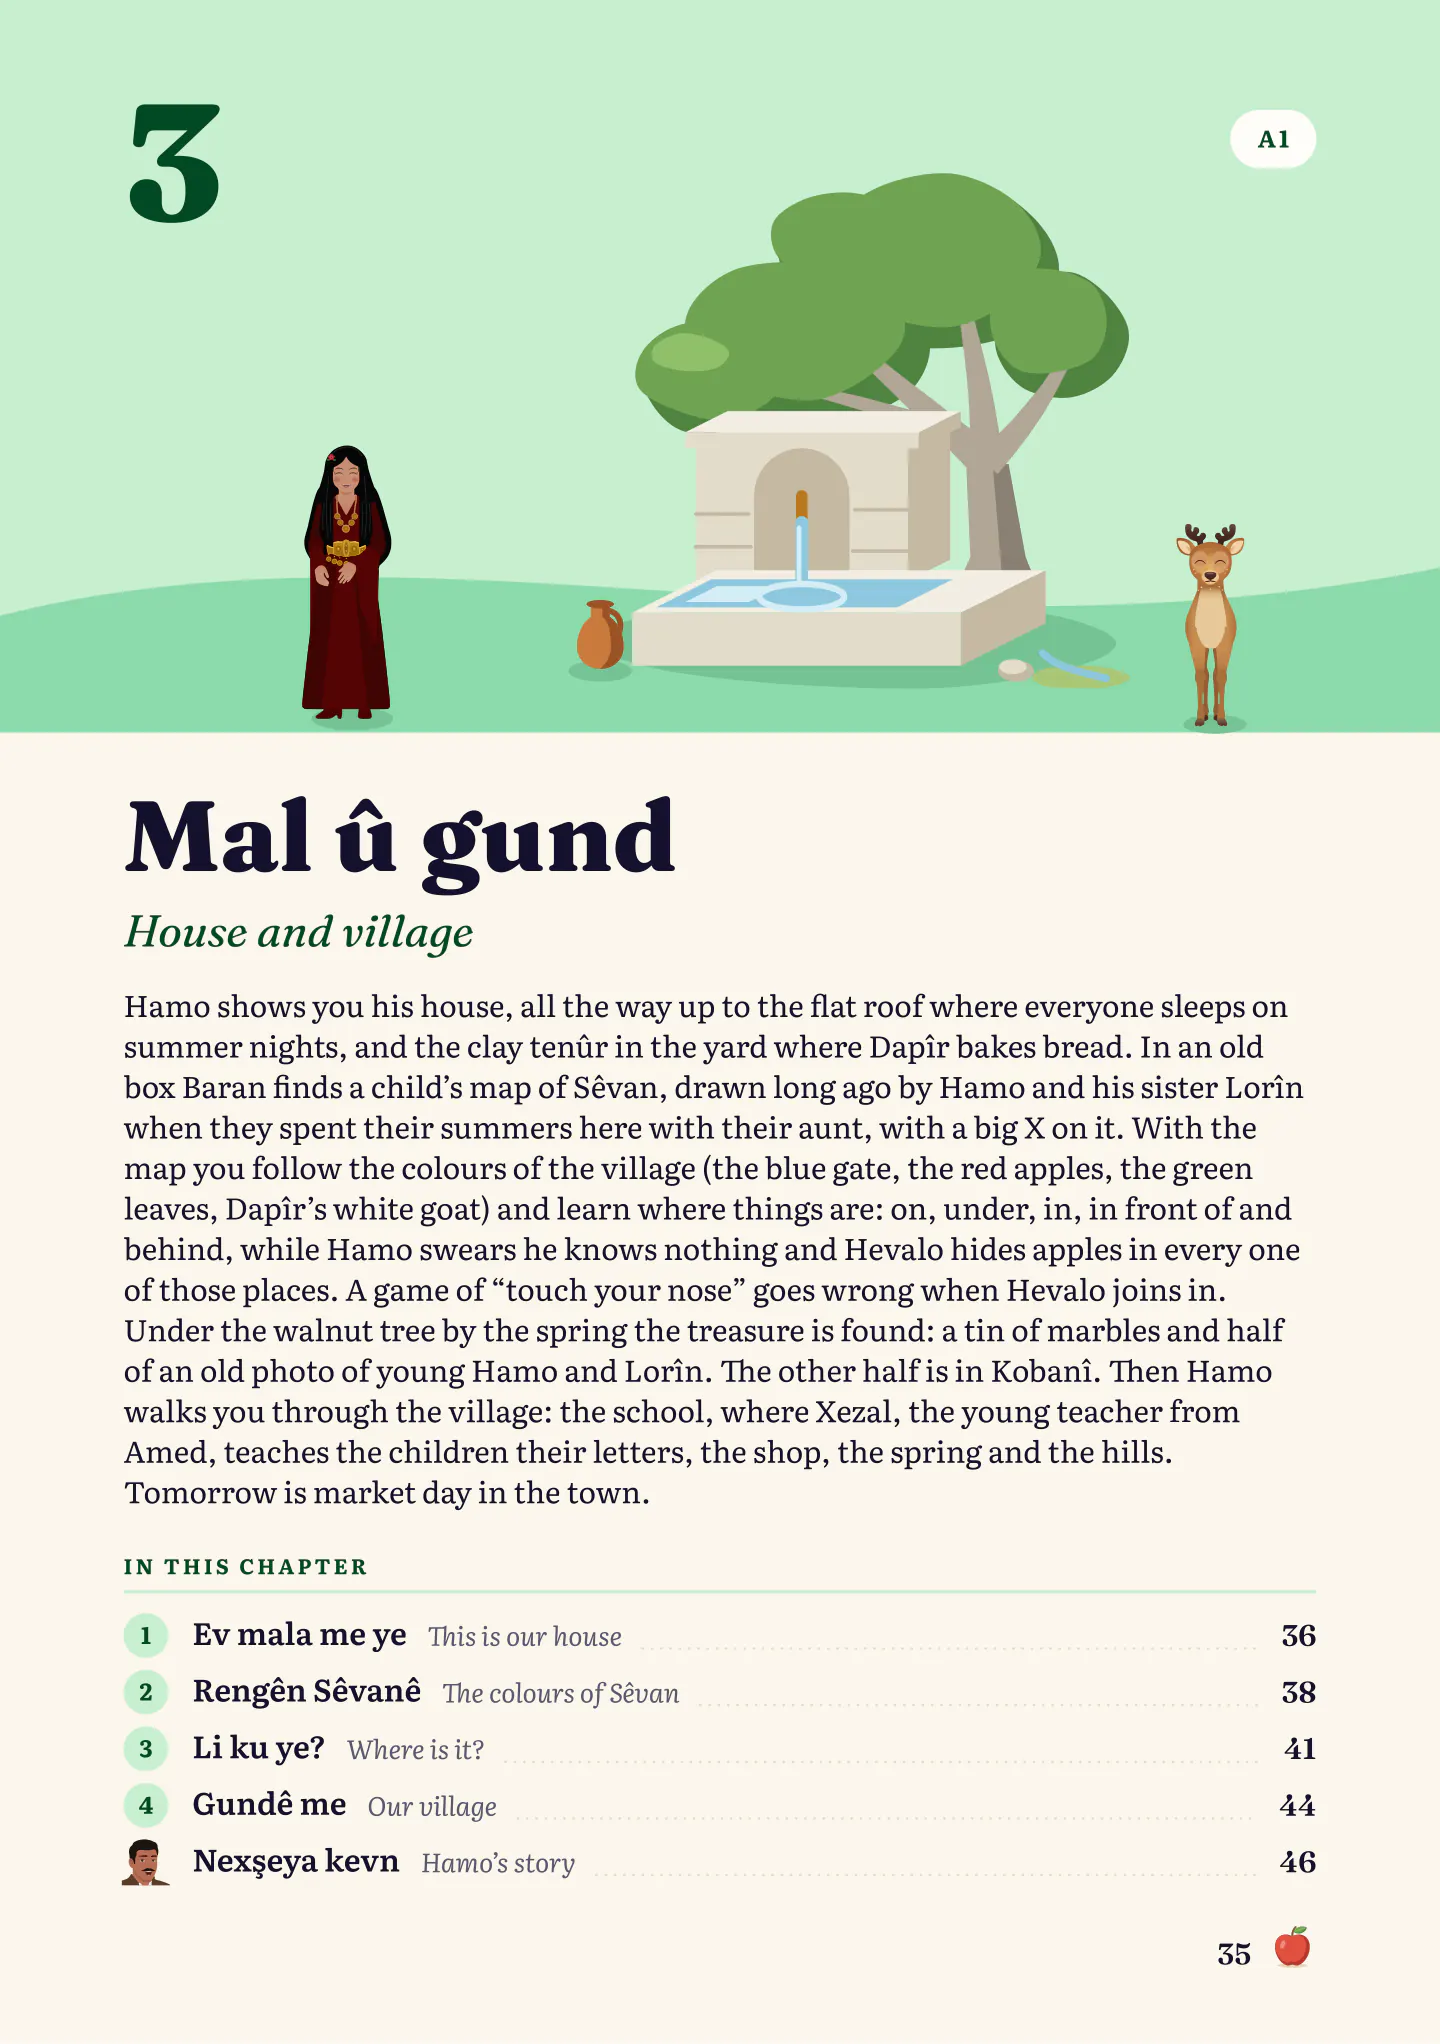 3
A1
Mal û gund
House and village
Hamo shows you his house, all the way up to the flat roof where everyone sleeps on
summer nights, and the clay tenûr in the yard where Dapîr bakes bread. In an old
box Baran finds a child’s map of Sêvan, drawn long ago by Hamo and his sister Lorîn
when they spent their summers here with their aunt, with a big X on it. With the
map you follow the colours of the village (the blue gate, the red apples, the green
leaves, Dapîr’s white goat) and learn where things are: on, under, in, in front of and
behind, while Hamo swears he knows nothing and Hevalo hides apples in every one
of those places. A game of “touch your nose” goes wrong when Hevalo joins in.
Under the walnut tree by the spring the treasure is found: a tin of marbles and half
of an old photo of young Hamo and Lorîn. The other half is in Kobanî. Then Hamo
walks you through the village: the school, where Xezal, the young teacher from
Amed, teaches the children their letters, the shop, the spring and the hills.
Tomorrow is market day in the town.
IN THIS CHAPTER
1 Ev mala me ye This is our house 36
2 Rengên Sêvanê The colours of Sêvan 38
3 Li ku ye? Where is it? 41
4 Gundê me Our village 44
Nexşeya kevn Hamo’s story 46
35